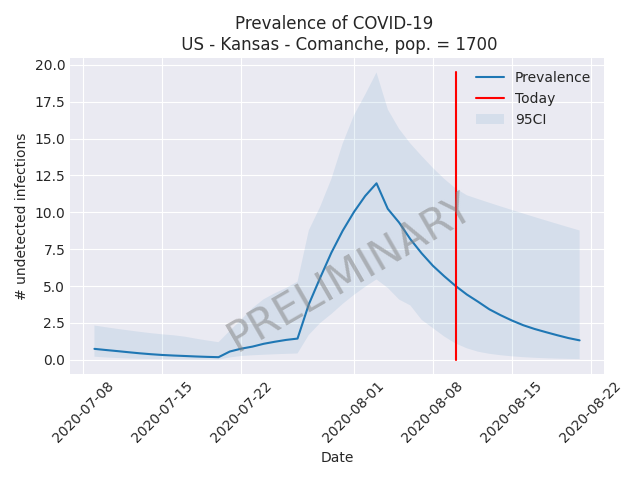 Prevalence of COVID-19
US - Kansas - Comanche, pop. = 1700
# undetected infections
20.0
17.5
15.0
12.5
10.0
7.5
5.0
2.5
0.0
Prevalence
Today
95CI
PRELIMINARY
2020-07-08
2020-07-15
2020-07-22
2020-08-01
2020-08-08
2020-08-15
2020-08-22
Date